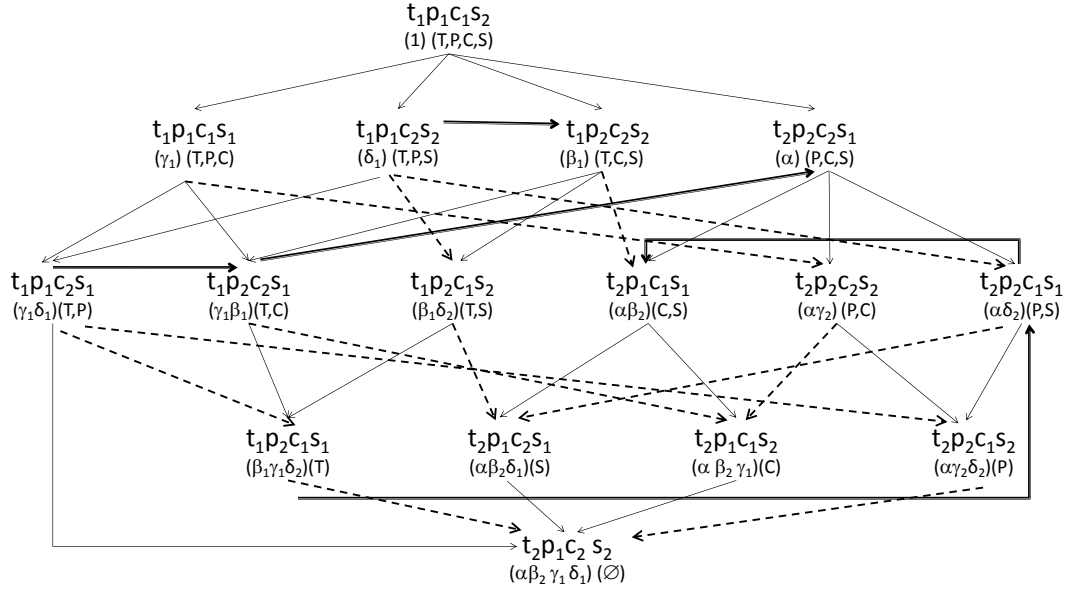 t₁p₁c₁s₂
(1) (T,P,C,S)
t₁p₁c₁s₁
(γ₁) (T,P,C)
t₁p₁c₂s₂
(δ₁) (T,P,S)
t₁p₂c₂s₂
(β₁) (T,C,S)
t₂p₂c₂s₁
(α) (P,C,S)
t₁p₁c₂s₁
(γ₁δ₁)(T,P)
t₁p₂c₂s₁
(γ₁β₁)(T,C)
t₁p₂c₁s₂
(β₁δ₂)(T,S)
t₂p₁c₁s₁
(αβ₂)(C,S)
t₂p₂c₂s₂
(αγ₂) (P,C)
t₂p₂c₁s₁
(αδ₂)(P,S)
t₁p₂c₁s₁
(β₁γ₁δ₂)(T)
t₂p₁c₂s₁
(αβ₂δ₁)(S)
t₂p₁c₁s₂
(α β₂ γ₁)(C)
t₂p₂c₁s₂
(αγ₂δ₂)(P)
t₂p₁c₂ s₂
(αβ₂ γ₁ δ₁) (∅)